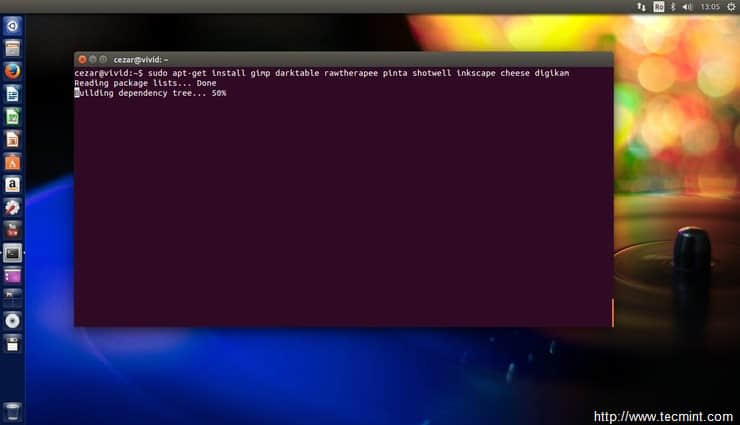 Ro
13:05
cezar@vivid: ~
cezar@vivid:~$ sudo apt-get install gimp darktable rawtherapee pinta shotwell inkscape cheese digikam
Reading package lists... Done
Building dependency tree... 50%
a
http://www.tecmint.com